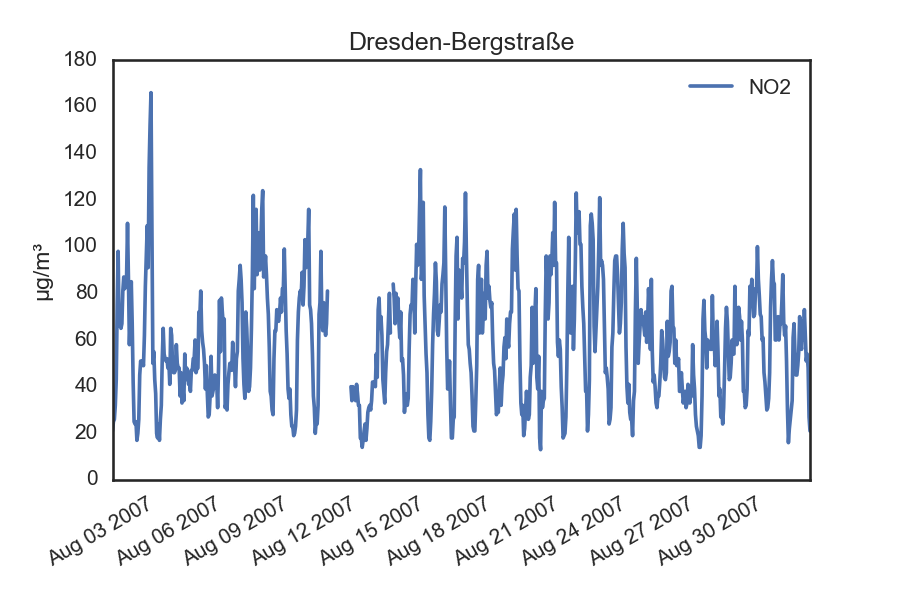 Dresden-Bergstraße
180
160
140
120
100
80
60
40
20
0
µg/m³
NO2
Aug 03 2007
Aug 06 2007
Aug 09 2007
Aug 12 2007
Aug 15 2007
Aug 18 2007
Aug 21 2007
Aug 24 2007
Aug 27 2007
Aug 30 2007